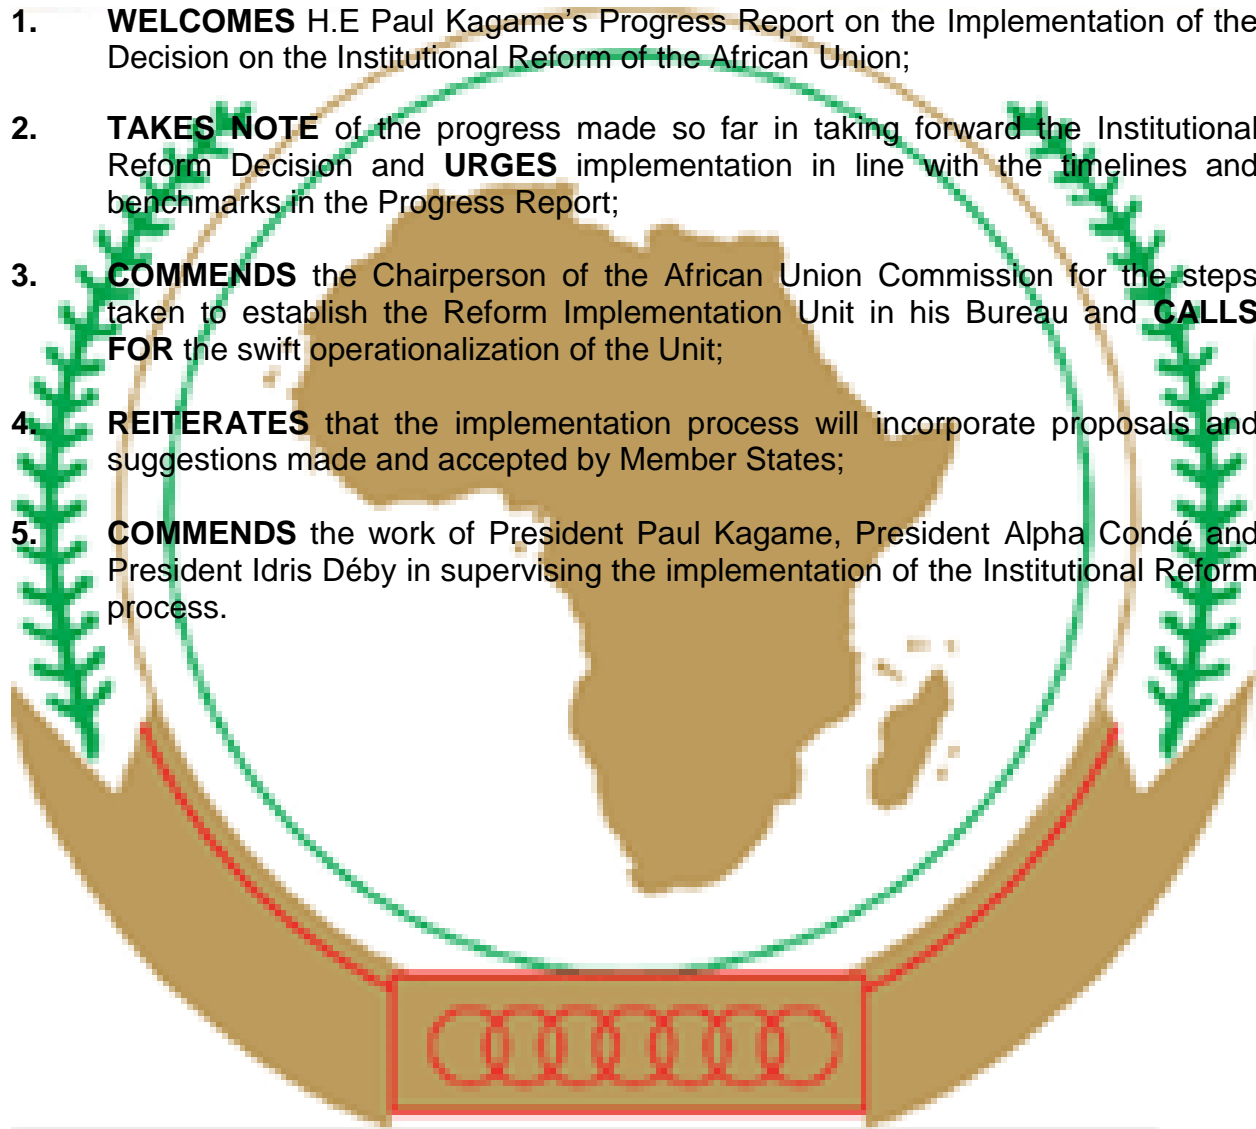 1. WELCOMES H.E Paul Kagame’s Progress Report on the Implementation of the
Decision on the Institutional Reform of the African Union;
2. TAKES NOTE of the progress made so far in taking forward the Institutional
Reform Decision and URGES implementation in line with the timelines and
benchmarks in the Progress Report;
3. COMMENDS the Chairperson of the African Union Commission for the steps
taken to establish the Reform Implementation Unit in his Bureau and CALLS
FOR the swift operationalization of the Unit;
4. REITERATES that the implementation process will incorporate proposals and
suggestions made and accepted by Member States;
5. COMMENDS the work of President Paul Kagame, President Alpha Condé and
President Idris Déby in supervising the implementation of the Institutional Reform
process.